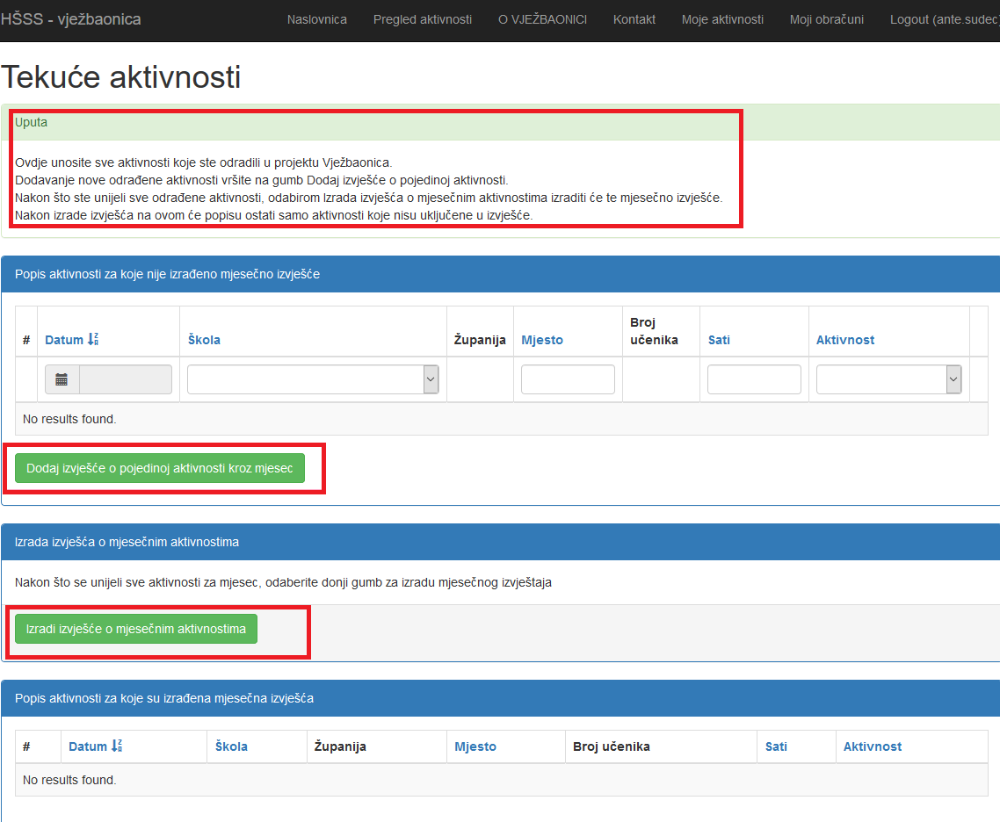 HŠSS - vježbaonica Naslovnica Pregled aktivnosti O VJEŽBAONICI Kontakt Moje aktivnosti Moji obračuni Logout (ante.sudec)
Tekuće aktivnosti
Uputa
Ovdje unosite sve aktivnosti koje ste odradili u projektu Vježbaonica.
Dodavanje nove odrađene aktivnosti vršite na gumb Dodaj izvješće o pojedinoj aktivnosti.
Nakon što ste unijeli sve odrađene aktivnosti, odabirom Izrada izvješća o mjesečnim aktivnostima izraditi će te mjesečno izvješće.
Nakon izrade izvješća na ovom će popisu ostati samo aktivnosti koje nisu uključene u izvješće.
Popis aktivnosti za koje nije izrađeno mjesečno izvješće
# Datum Škola Županija Mjesto Broj učenika Sati Aktivnost
No results found.
Dodaj izvješće o pojedinoj aktivnosti kroz mjesec
Izrada izvješća o mjesečnim aktivnostima
Nakon što se unijeli sve aktivnosti za mjesec, odaberite donji gumb za izradu mjesečnog izvještaja
Izradi izvješće o mjesečnim aktivnostima
Popis aktivnosti za koje su izrađena mjesečna izvješća
# Datum Škola Županija Mjesto Broj učenika Sati Aktivnost
No results found.